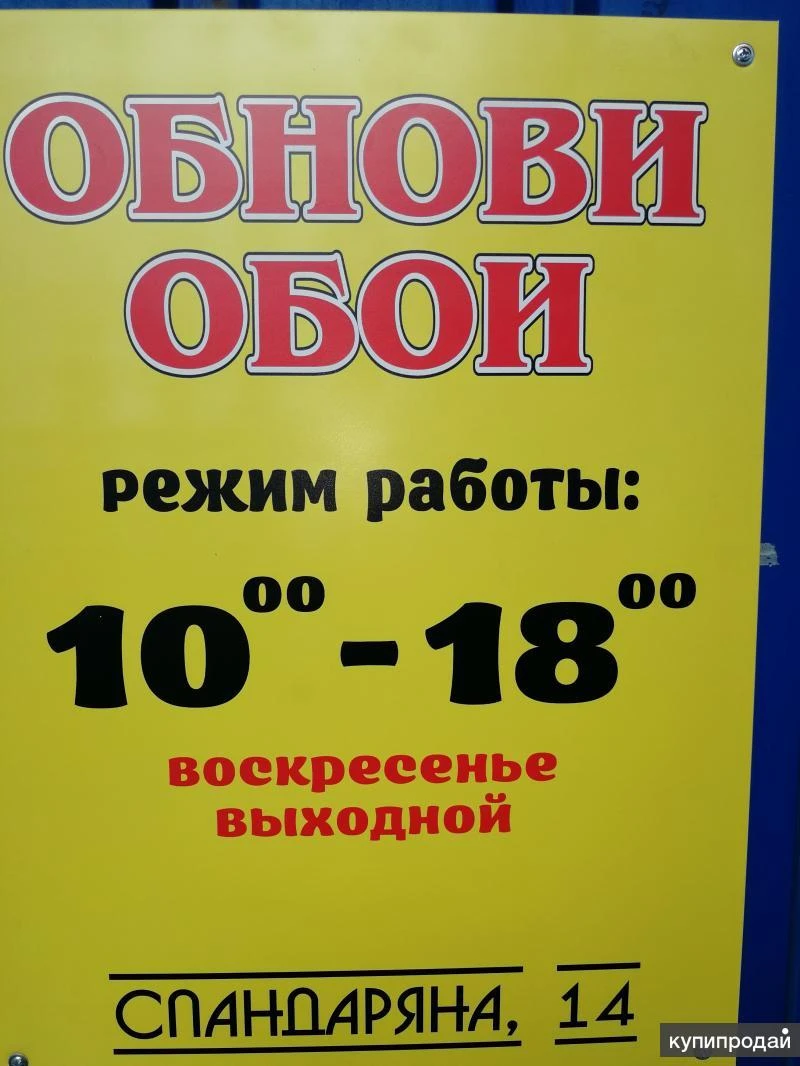 ОБНОВИ
ОБОИ
режим работы:
10⁰⁰ - 18⁰⁰
воскресенье
выходной
СПАНДАРЯНА, 14
купипродай